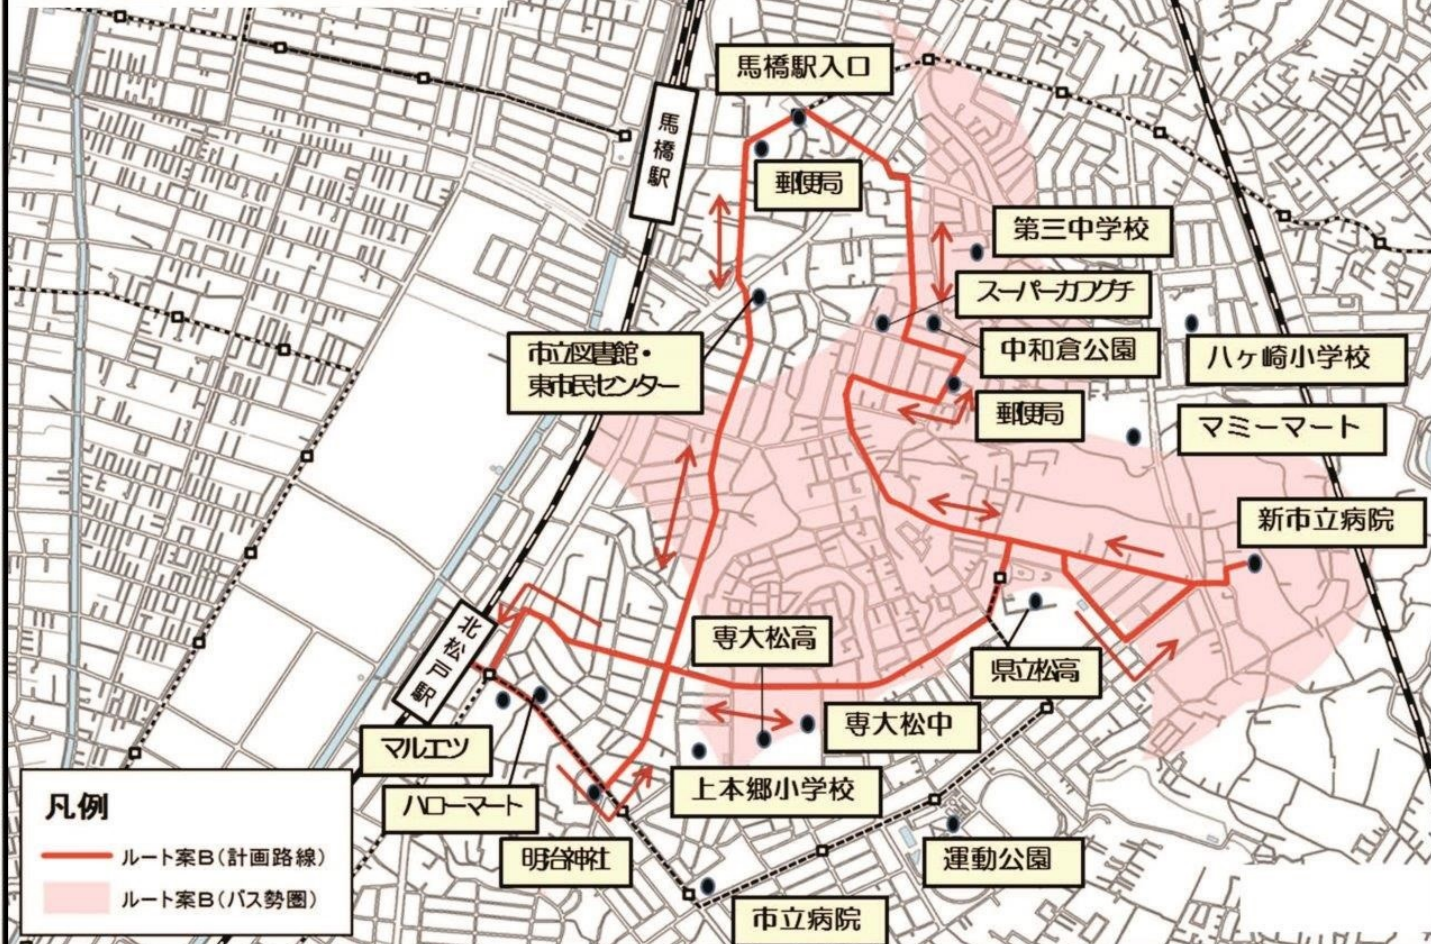 馬橋駅入口
馬橋駅
郵便局
第三中学校
スーパーカワグチ
市立図書館・
東市民センター
中和倉公園
八ヶ崎小学校
郵便局
マミーマート
新市立病院
北松戸駅
専大松高
県立松高
マルエツ
専大松中
ハローマート
上本郷小学校
明治神社
運動公園
市立病院
凡例
ルート案B(計画路線)
ルート案B(バス勢圏)